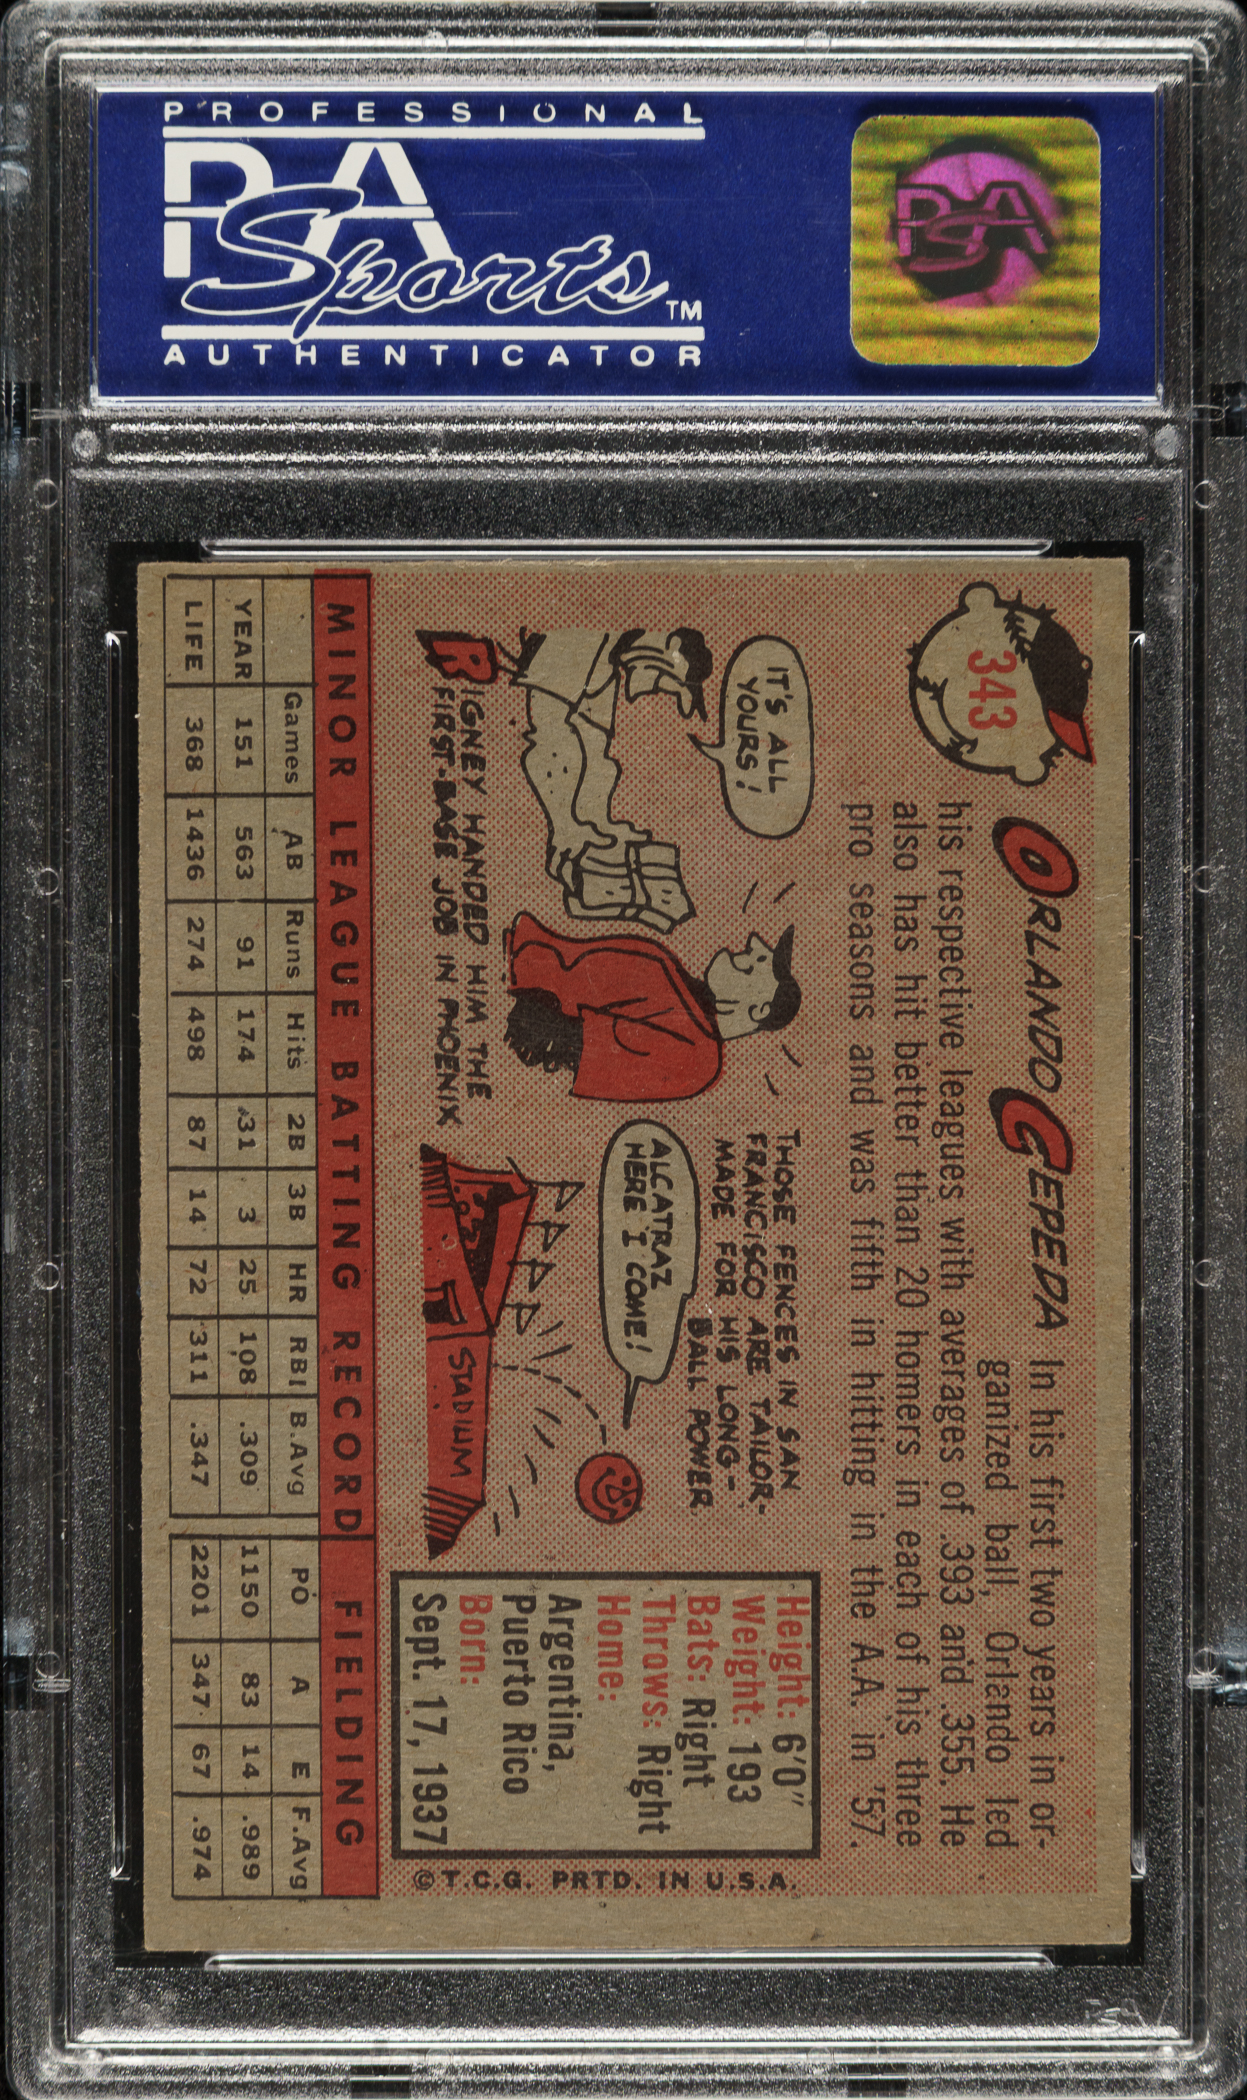 PROFESSIONAL
PSA
Sports™
AUTHENTICATOR
PSA
343
ORLANDO CEPEDA In his first two years in or-
ganized ball, Orlando led
his respective leagues with averages of .393 and .355. He
also has hit better than 20 homers in each of his three
pro seasons and was fifth in hitting in the A.A. in '57.
IT'S ALL
YOURS!
RIGNEY HANDED HIM THE
FIRST-BASE JOB IN PHOENIX
THOSE FENCES IN SAN
FRANCISCO ARE TAILOR-
MADE FOR HIS LONG-
BALL POWER
ALCATRAZ
HERE I COME!
STADIUM
Height: 6'0"
Weight: 193
Bats: Right
Throws: Right
Home:
Argentina,
Puerto Rico
Born:
Sept. 17, 1937
©T.C.G. PRTD. IN U.S.A.
MINOR LEAGUE BATTING RECORD FIELDING
Games AB Runs Hits 2B 3B HR RBI B.Avg PO A E F.Avg
YEAR 151 563 91 174 31 3 25 108 .309 1150 83 14 .989
LIFE 368 1436 274 498 87 14 72 311 .347 2201 347 67 .974